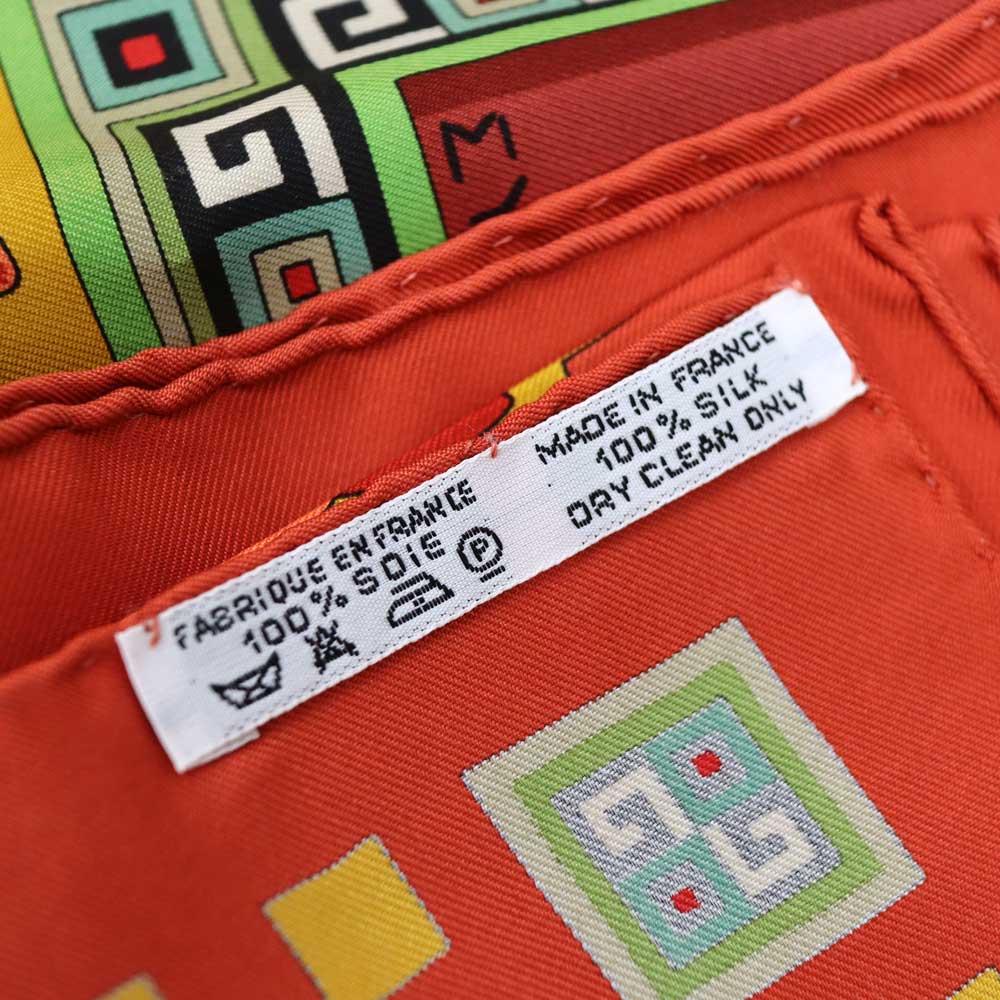 FABRIQUE EN FRANCE
100% SOIE
P
MADE IN FRANCE
100% SILK
DRY CLEAN ONLY
M